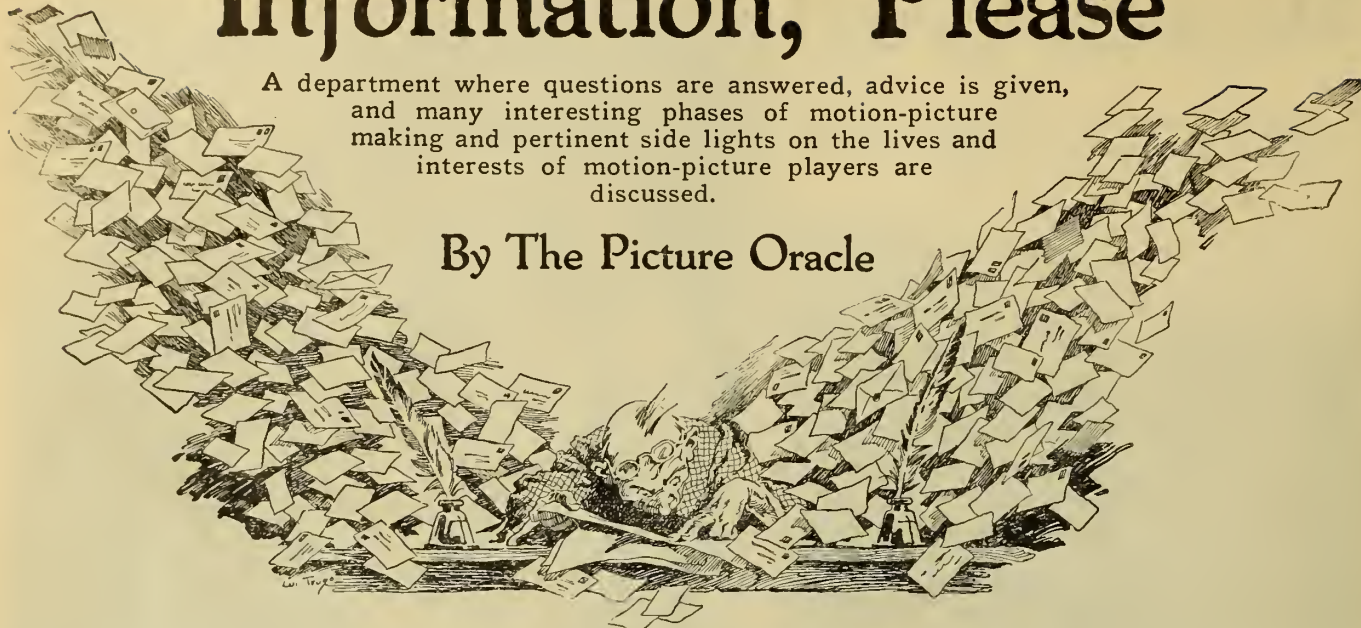 Information, Please
A department where questions are answered, advice is given,
and many interesting phases of motion-picture
making and pertinent side lights on the lives and
interests of motion-picture players are
discussed.
By The Picture Oracle